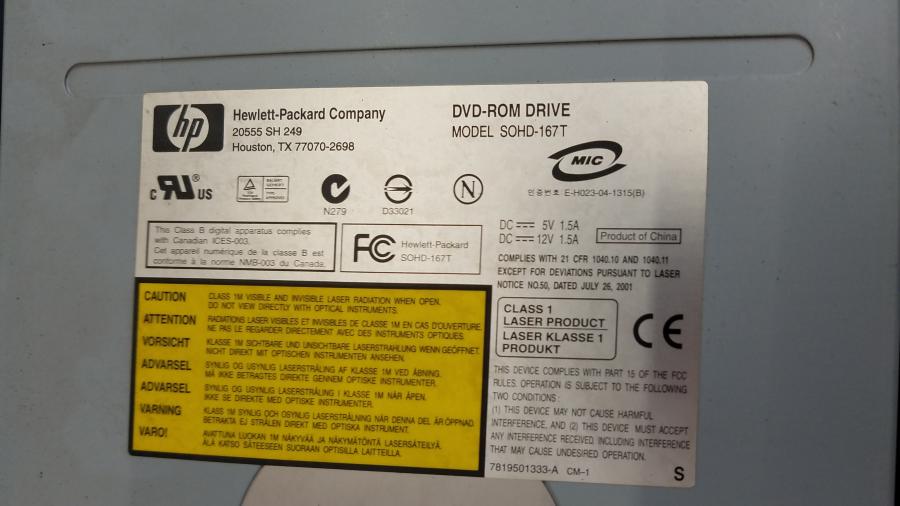 hp
Hewlett-Packard Company
20555 SH 249
Houston, TX 77070-2698
DVD-ROM DRIVE
MODEL SOHD-167T
MIC
인증번호 E-H023-04-1315(B)
C RU ® US
BAUART GEPRÜFT
TYPE APPROVED
N279
D33021
N
This Class B digital apparatus complies
with Canadian ICES-003.
Cet appareil numérique de la classe B est
conforme à la norme NMB-003 du Canada.
FC Hewlett-Packard
SOHD-167T
DC 5V 1.5A
DC 12V 1.5A
Product of China
COMPLIES WITH 21 CFR 1040.10 AND 1040.11
EXCEPT FOR DEVIATIONS PURSUANT TO LASER
NOTICE NO.50, DATED JULY 26, 2001
CLASS 1
LASER PRODUCT
LASER KLASSE 1
PRODUKT
CE
THIS DEVICE COMPLIES WITH PART 15 OF THE FCC
RULES. OPERATION IS SUBJECT TO THE FOLLOWING
TWO CONDITIONS :
(1) THIS DEVICE MAY NOT CAUSE HARMFUL
INTERFERENCE, AND (2) THIS DEVICE MUST ACCEPT
ANY INTERFERENCE RECEIVED, INCLUDING INTERFERENCE
THAT MAY CAUSE UNDESIRED OPERATION.
7819501333-A CM-1
S
CAUTION CLASS 1M VISIBLE AND INVISIBLE LASER RADIATION WHEN OPEN.
DO NOT VIEW DIRECTLY WITH OPTICAL INSTRUMENTS.
ATTENTION RADIATIONS LASER VISIBLES ET INVISIBLES DE CLASSE 1M EN CAS D'OUVERTURE.
NE PAS LE REGARDER DIRECTEMENT AVEC DES INSTRUMENTS OPTIQUES.
VORSICHT KLASSE 1M SICHTBARE UND UNSICHTBARE LASERSTRAHLUNG WENN GEÖFFNET
NICHT DIREKT MIT OPTISCHEN INSTRUMENTEN ANSEHEN.
ADVARSEL SYNLIG OG USYNLIG LASERSTRÅLING AF KLASSE 1M VED ÅBNING.
MÅ IKKE BETRAGTES DIREKTE GENNEM OPTISKE INSTRUMENTER.
ADVARSEL SYNLIG OG USYNLIG LASERSTRÅLING I KLASSE 1M NÅR ÅPEN.
IKKE SE DIREKTE MED OPTISKE INSTRUMENTER.
VARNING KLASS 1M SYNLIG OCH OSYNLIG LASERSTRÅLNING NÄR DENNA DEL ÄR ÖPPNAD.
BETRAKTA EJ STRÅLEN DIREKT MED OPTISKA INSTRUMENT.
VARO! AVATTUNA LUOKAN 1M NÄKYVÄÄ JA NÄKYMÄTÖNTÄ LASERSÄTEILYÄ.
ÄLÄ KATSO SÄTEESEEN SUORAAN OPTISILLA LAITTEILLA.